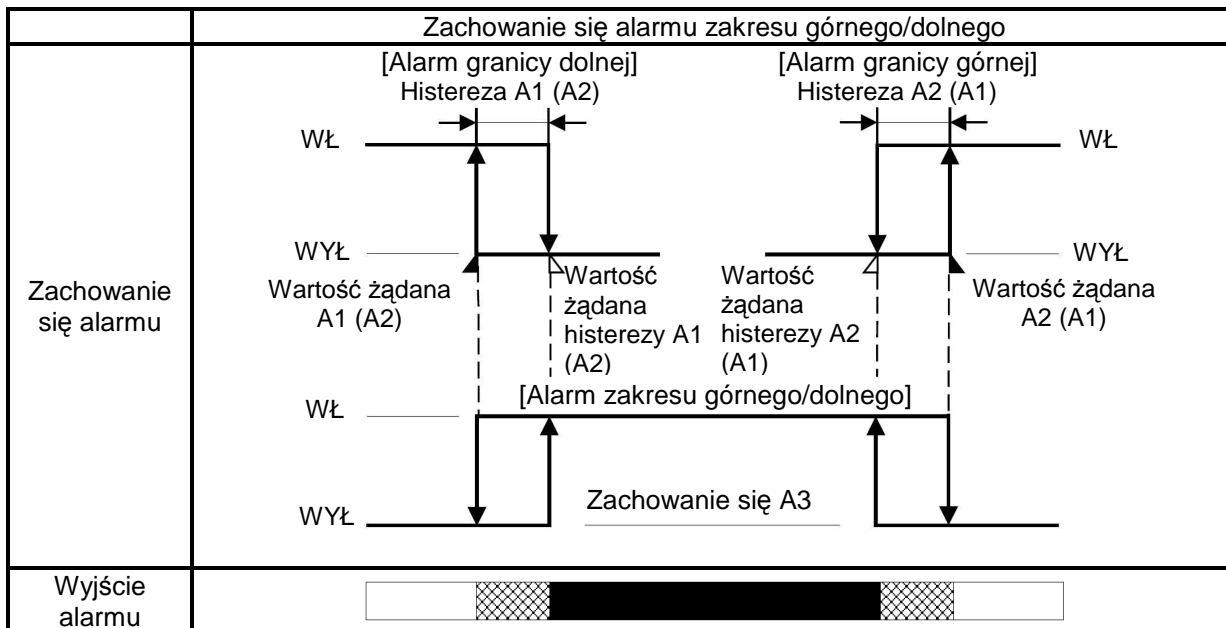 Zachowanie się alarmu zakresu górnego/dolnego
Zachowanie
się alarmu
[Alarm granicy dolnej]
Histereza A1 (A2)
[Alarm granicy górnej]
Histereza A2 (A1)
WŁ
WŁ
WYŁ
WYŁ
Wartość żądana
A1 (A2)
Wartość
żądana
histerezy A1
(A2)
Wartość
żądana
histerezy A2
(A1)
Wartość żądana
A2 (A1)
[Alarm zakresu górnego/dolnego]
WŁ
Zachowanie się A3
WYŁ
Wyjście
alarmu